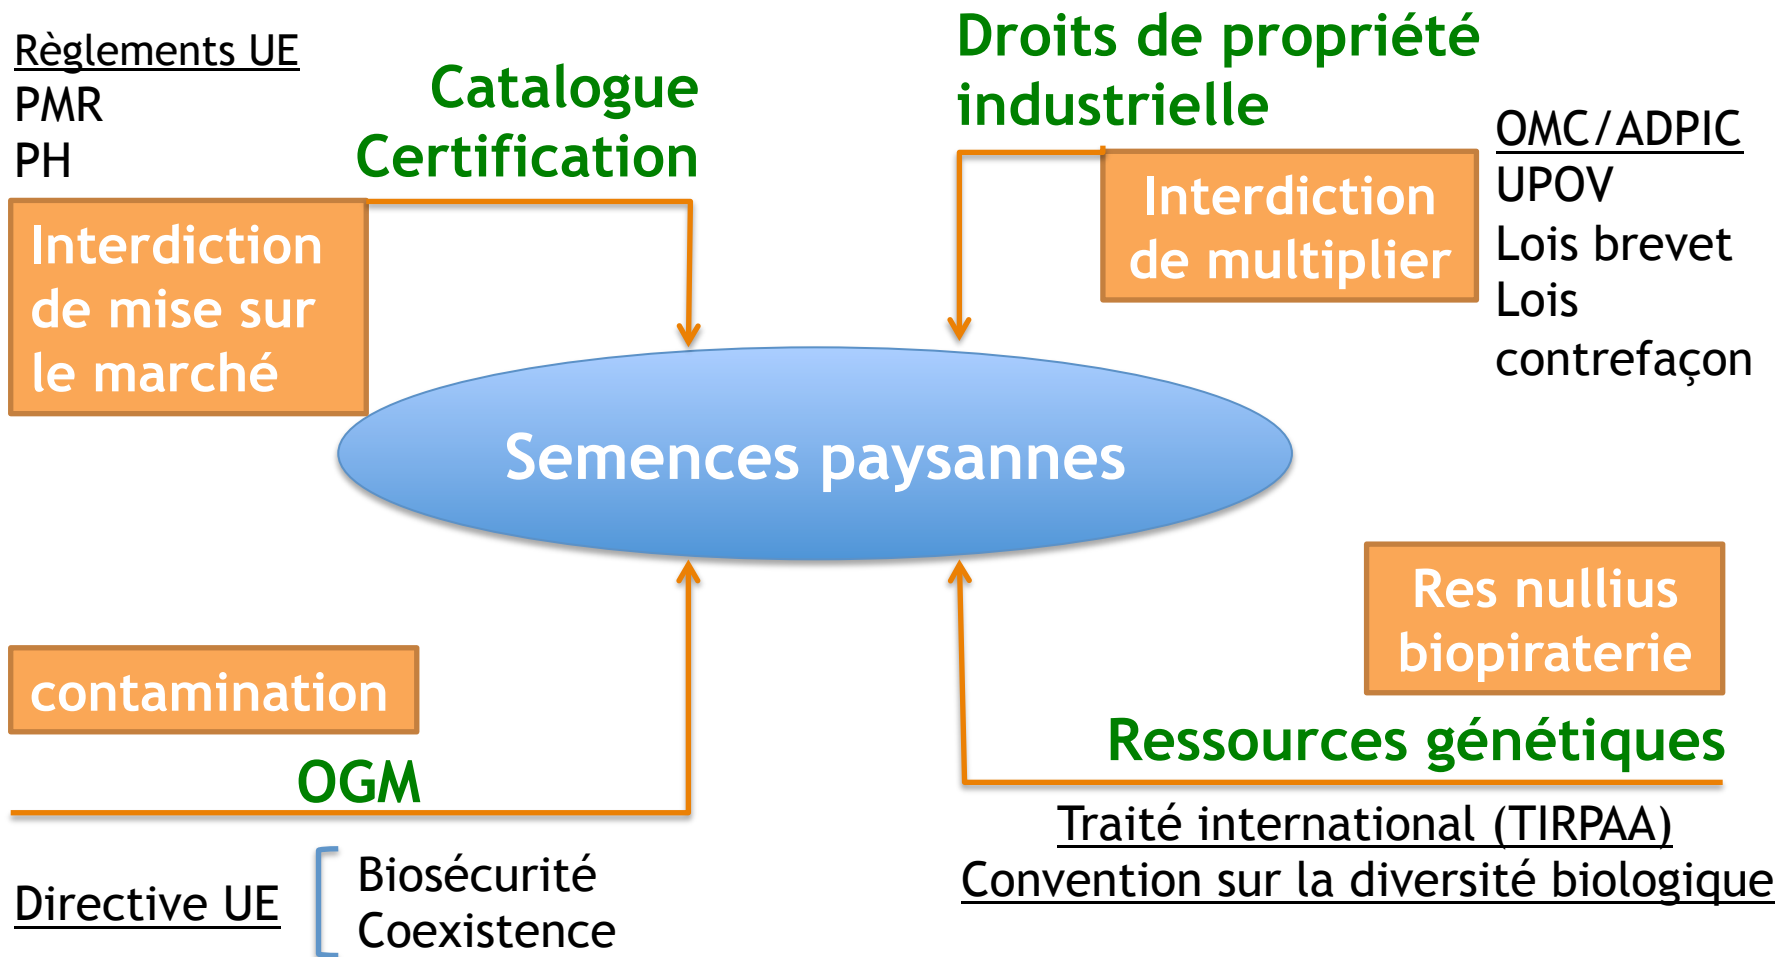 Règlements UE
PMR
PH
Catalogue
Certification
Interdiction
de mise sur
le marché
Droits de propriété
industrielle
Interdiction
de multiplier
OMC/ADPIC
UPOV
Lois brevet
Lois
contrefaçon
Semences paysannes
contamination
OGM
Directive UE
Biosécurité
Coexistence
Res nullius
biopiraterie
Ressources génétiques
Traité international (TIRPAA)
Convention sur la diversité biologique